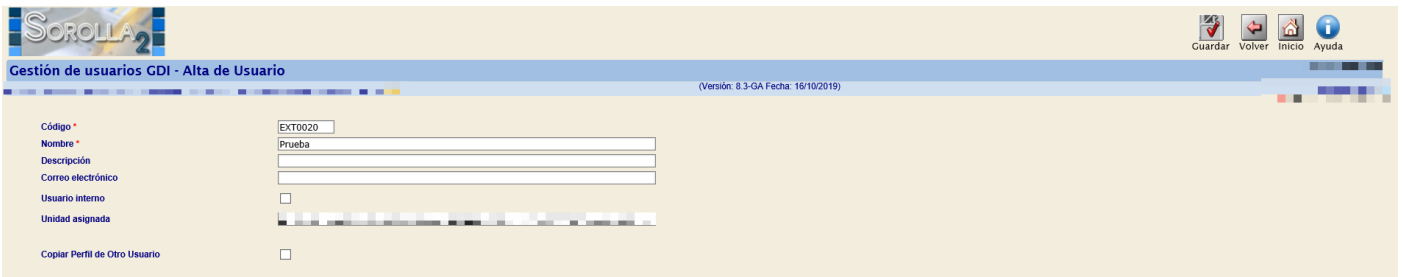 SOROLLA2
Guardar Volver Inicio Ayuda
Gestión de usuarios GDI - Alta de Usuario
(Versión: 8.3-GA Fecha: 16/10/2019)
Código * EXT0020
Nombre * Prueba
Descripción
Correo electrónico
Usuario interno
Unidad asignada
Copiar Perfil de Otro Usuario